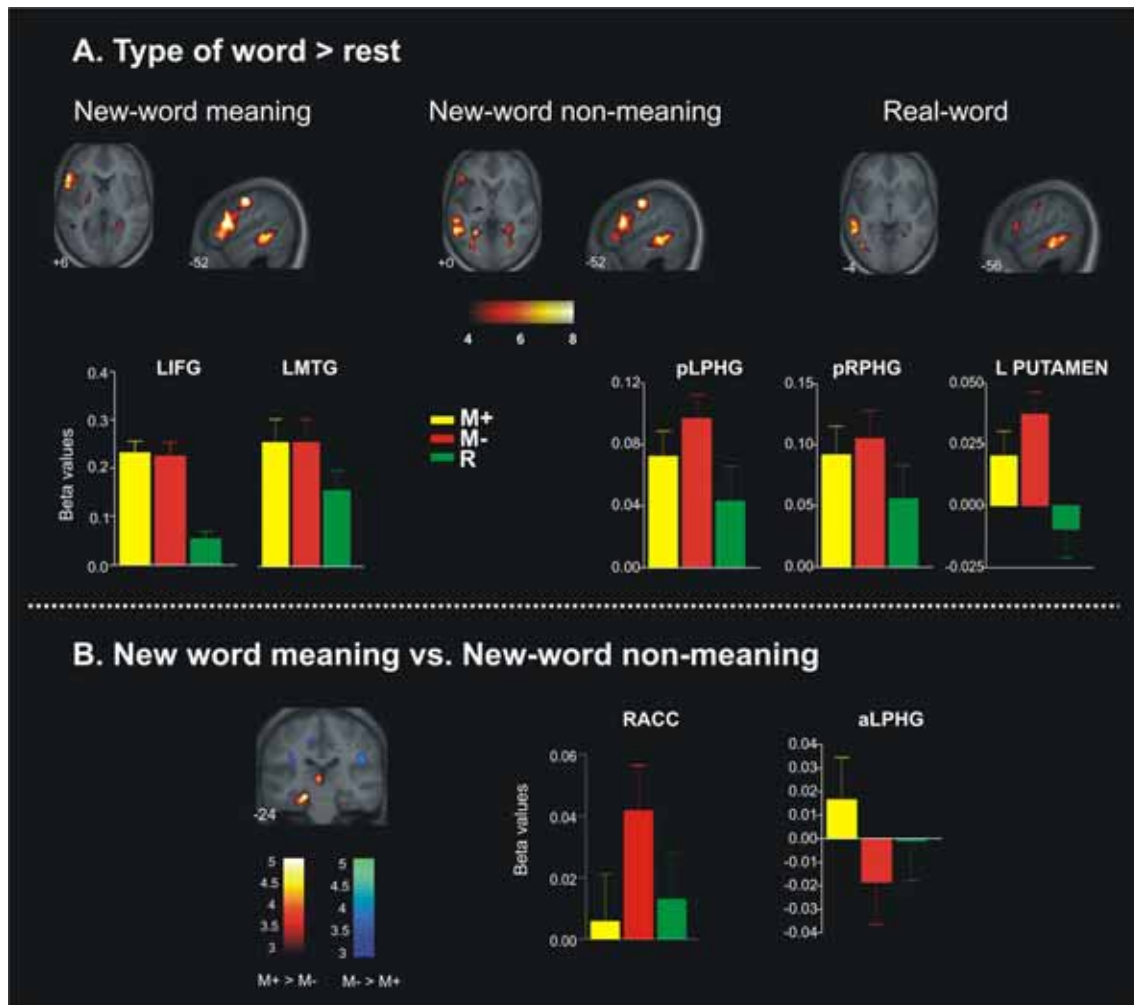 A. Type of word > rest
New-word meaning
New-word non-meaning
Real-word
+6
-52
+0
-52
-4
-56
4 6 8
LIFG
LMTG
Beta values
0.4
0.3
0.2
0.1
0.0
M+
M-
R
pLPHG
0.12
0.08
0.04
0.00
pRPHG
0.15
0.10
0.05
0.00
L PUTAMEN
0.050
0.025
0.000
-0.025
B. New word meaning vs. New-word non-meaning
-24
5
4.5
4
3.5
3
M+ > M-
5
4.5
4
3.5
3
M- > M+
RACC
Beta values
0.06
0.04
0.02
0.00
aLPHG
0.04
0.03
0.02
0.01
0.00
-0.01
-0.02
-0.03
-0.04